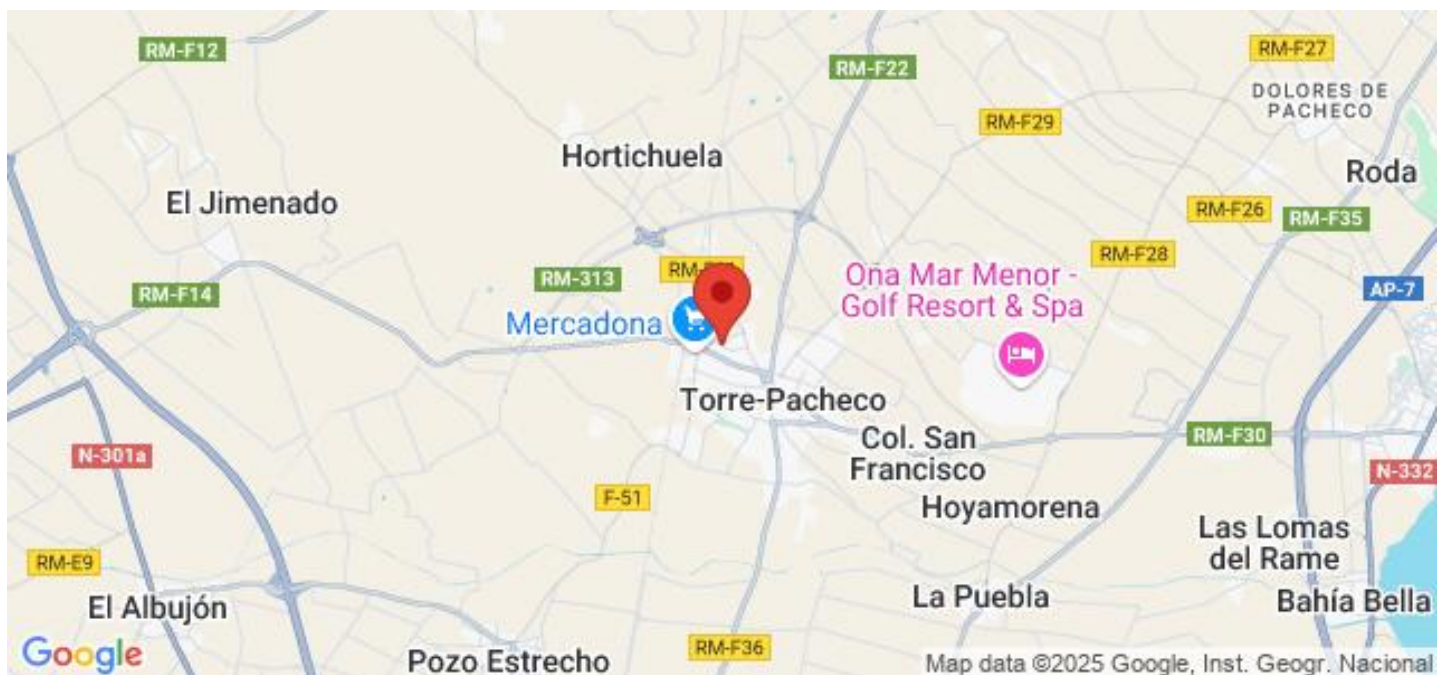 RM-F12
RM-F27
RM-F22
DOLORES DE
PACHECO
RM-F29
Hortichuela
Roda
El Jimenado
RM-F26
RM-F35
RM-F28
RM-313
Ona Mar Menor -
Golf Resort & Spa
AP-7
RM-F14
Mercadona
Torre-Pacheco
Col. San
Francisco
RM-F30
N-301a
N-332
F-51
Hoyamorena
Las Lomas
del Rame
RM-E9
El Albujón
La Puebla
Bahía Bella
Google
Pozo Estrecho
RM-F36
Map data ©2025 Google, Inst. Geogr. Nacional